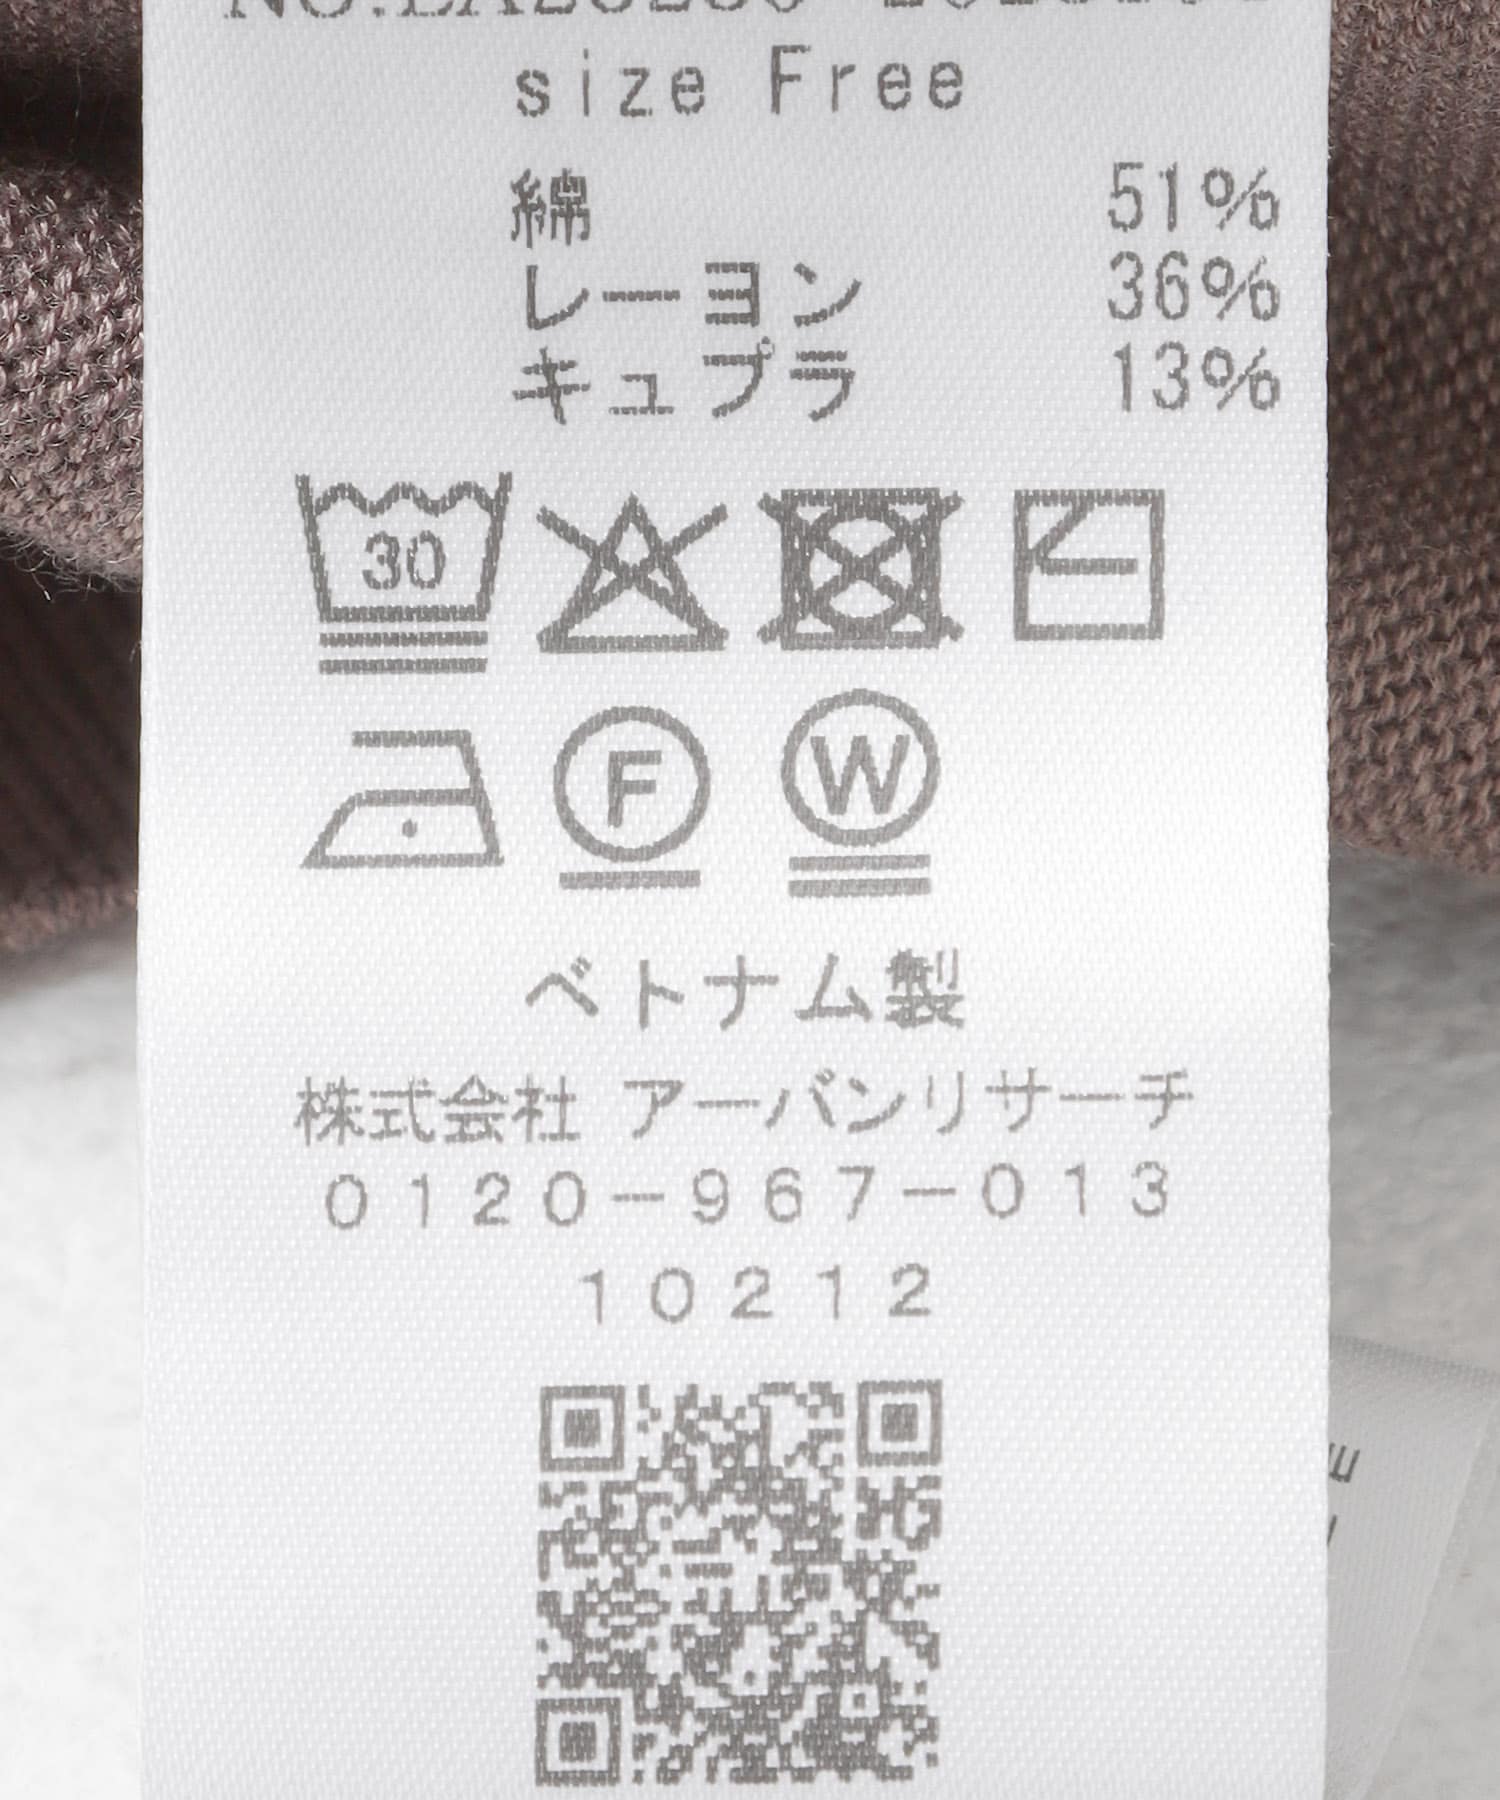 size Free
綿 51%
レーヨン 36%
キュプラ 13%
30
F W
ベトナム製
株式会社 アーバンリサーチ
0120-967-013
10212